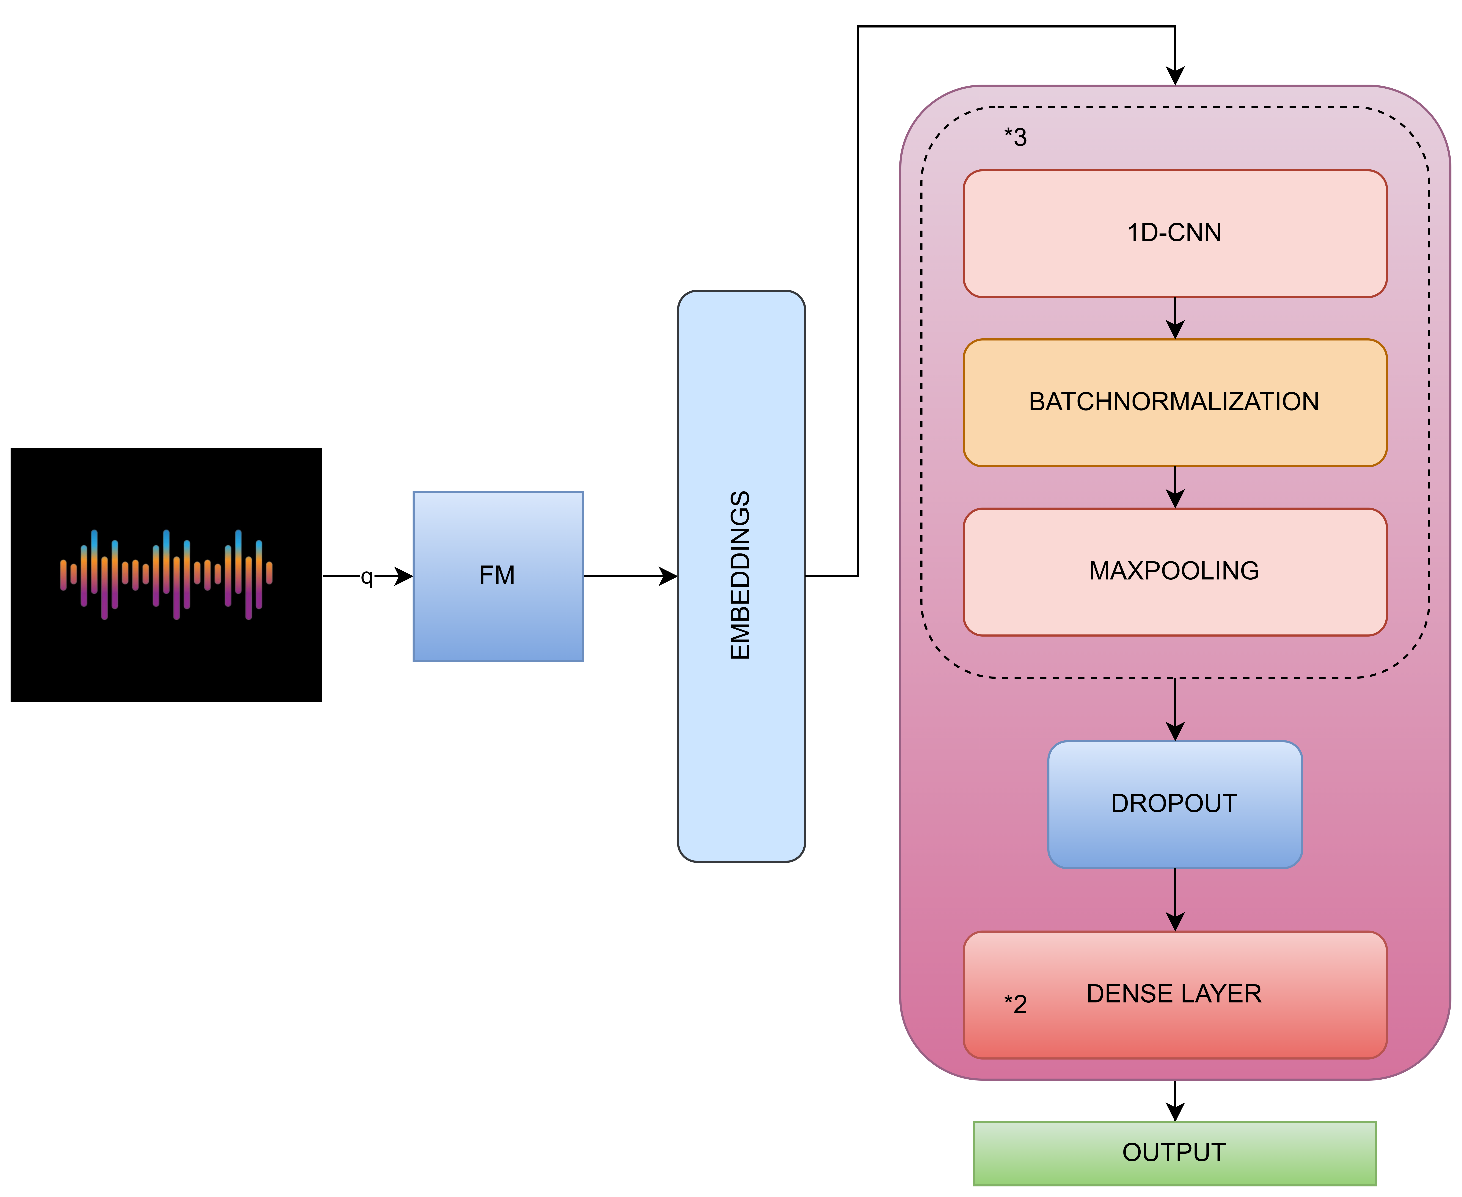 q
FM
EMBEDDINGS
*3
1D-CNN
BATCHNORMALIZATION
MAXPOOLING
DROPOUT
*2
DENSE LAYER
OUTPUT